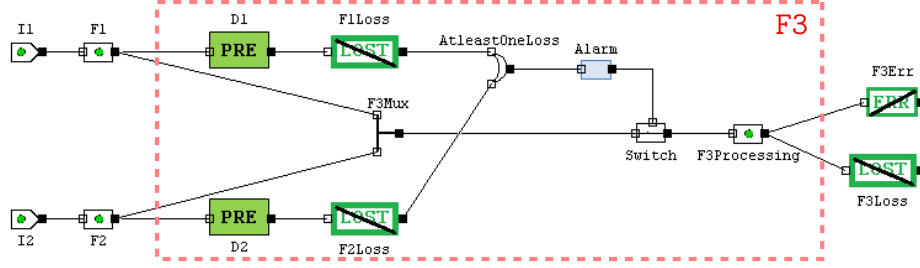 D1
F1Loss
F3
I1
F1
AtleastOneLoss
Alarm
PRE
LOST
F3Err
F3Mux
ERR
Switch
F3Processing
LOST
F3Loss
PRE
LOST
I2
F2
D2
F2Loss